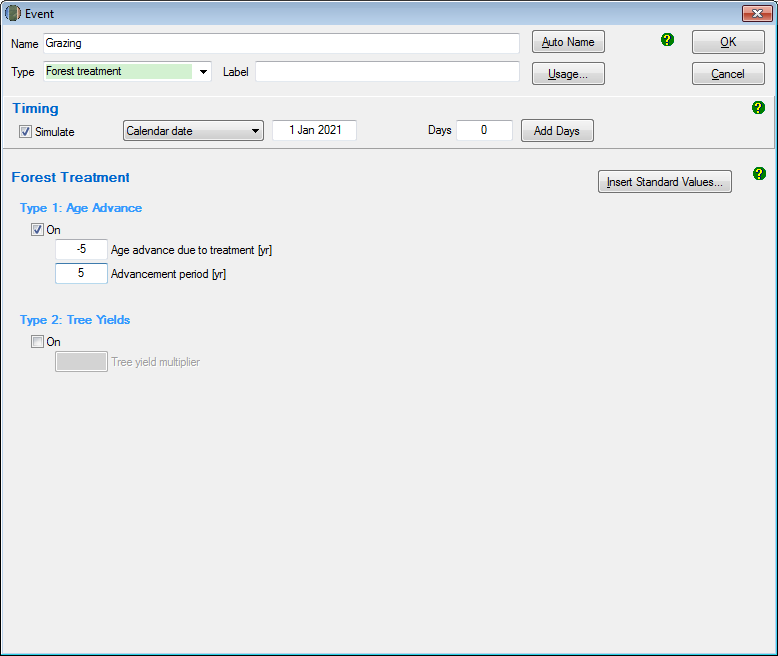 Event
Name Grazing Auto Name ? OK
Type Forest treatment Label Usage... Cancel
Timing ?
Simulate Calendar date 1 Jan 2021 Days 0 Add Days
Forest Treatment Insert Standard Values... ?
Type 1: Age Advance
On
-5 Age advance due to treatment [yr]
5 Advancement period [yr]
Type 2: Tree Yields
On
Tree yield multiplier